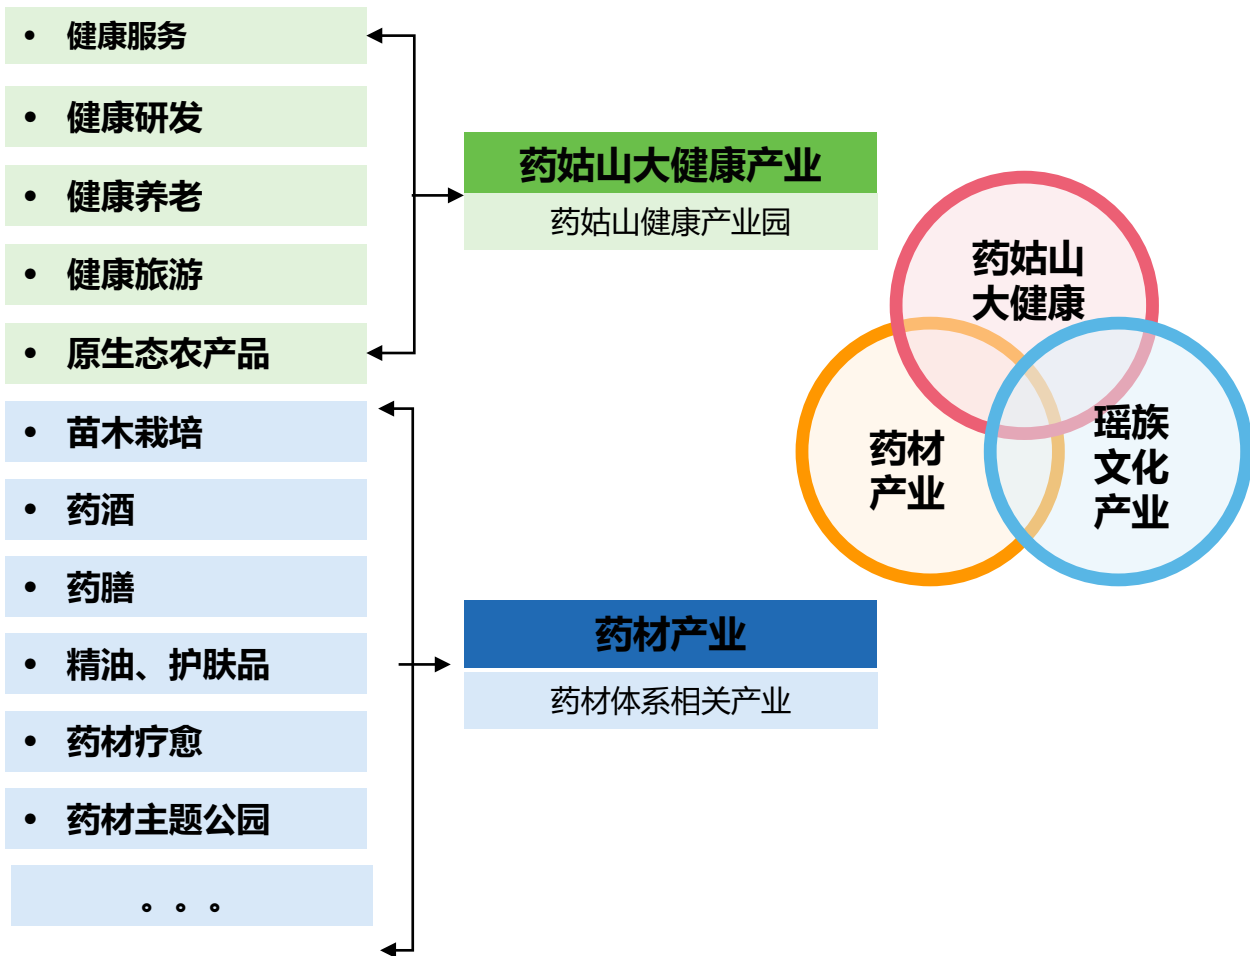 • 健康服务
• 健康研发
• 健康养老
• 健康旅游
• 原生态农产品
• 苗木栽培
• 药酒
• 药膳
• 精油、护肤品
• 药材疗愈
• 药材主题公园
。。。
药姑山大健康产业
药姑山健康产业园
药材产业
药材体系相关产业
药姑山
大健康
药材
产业
瑶族
文化
产业